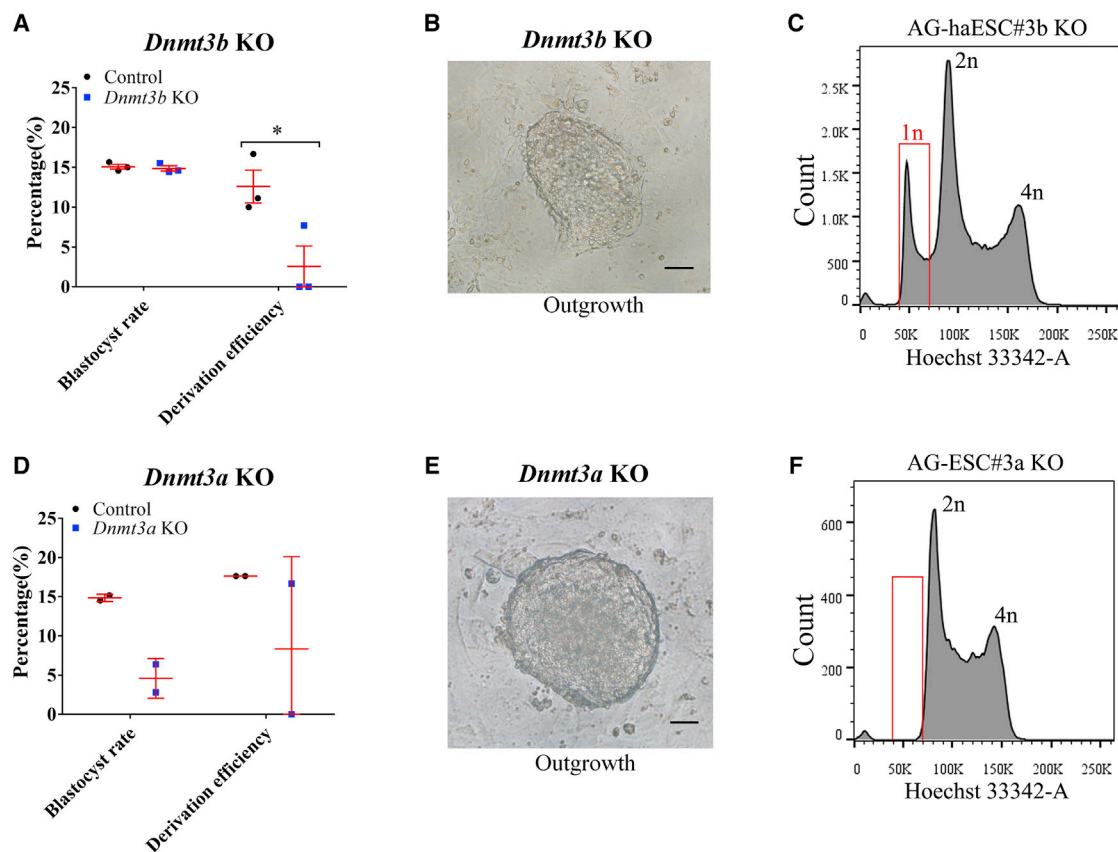 A
Dnmt3b KO
Control
Dnmt3b KO
*
Percentage(%)
25
20
15
10
5
0
Blastocyst rate
Derivation efficiency
B
Dnmt3b KO
Outgrowth
C
AG-haESC#3b KO
2n
1n
4n
Count
2.5K
2.0K
1.5K
1.0K
500
0
0 50K 100K 150K 200K 250K
Hoechst 33342-A
D
Dnmt3a KO
Control
Dnmt3a KO
Percentage(%)
25
20
15
10
5
0
Blastocyst rate
Derivation efficiency
E
Dnmt3a KO
Outgrowth
F
AG-ESC#3a KO
2n
4n
Count
600
400
200
0
0 50K 100K 150K 200K 250K
Hoechst 33342-A